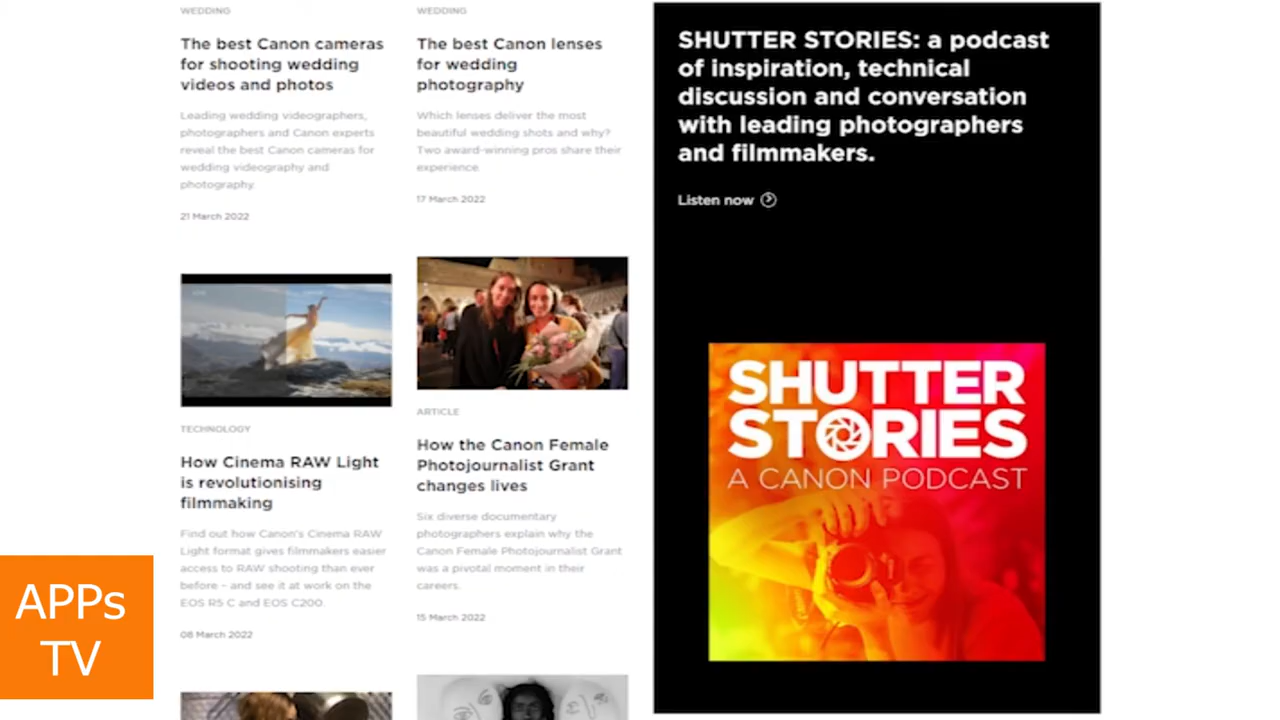 WEDDING
The best Canon cameras
for shooting wedding
videos and photos
Leading wedding videographers,
photographers and Canon experts
reveal the best Canon cameras for
wedding videography and
photography.
21 March 2022
TECHNOLOGY
How Cinema RAW Light
is revolutionising
filmmaking
Find out how Canon's Cinema RAW
Light format gives filmmakers easier
access to RAW shooting than ever
before – and see it at work on the
EOS R5 C and EOS C200.
08 March 2022
WEDDING
The best Canon lenses
for wedding
photography
Which lenses deliver the most
beautiful wedding shots and why?
Two award-winning pros share their
experience.
17 March 2022
ARTICLE
How the Canon Female
Photojournalist Grant
changes lives
Six diverse documentary
photographers explain why the
Canon Female Photojournalist Grant
was a pivotal moment in their
careers.
15 March 2022
SHUTTER STORIES: a podcast
of inspiration, technical
discussion and conversation
with leading photographers
and filmmakers.
Listen now
SHUTTER
STORIES
A CANON PODCAST
APPs
TV